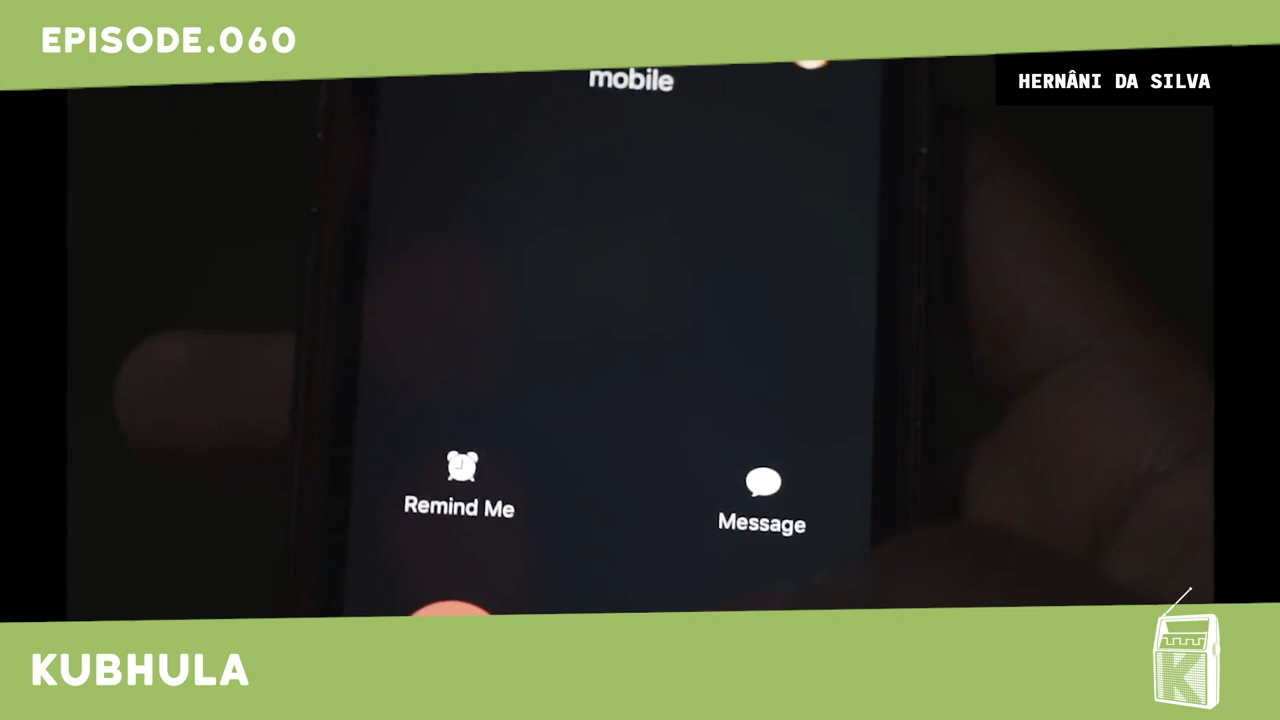 EPISODE.060
mobile
HERNÂNI DA SILVA
Remind Me
Message
KUBHULA
K